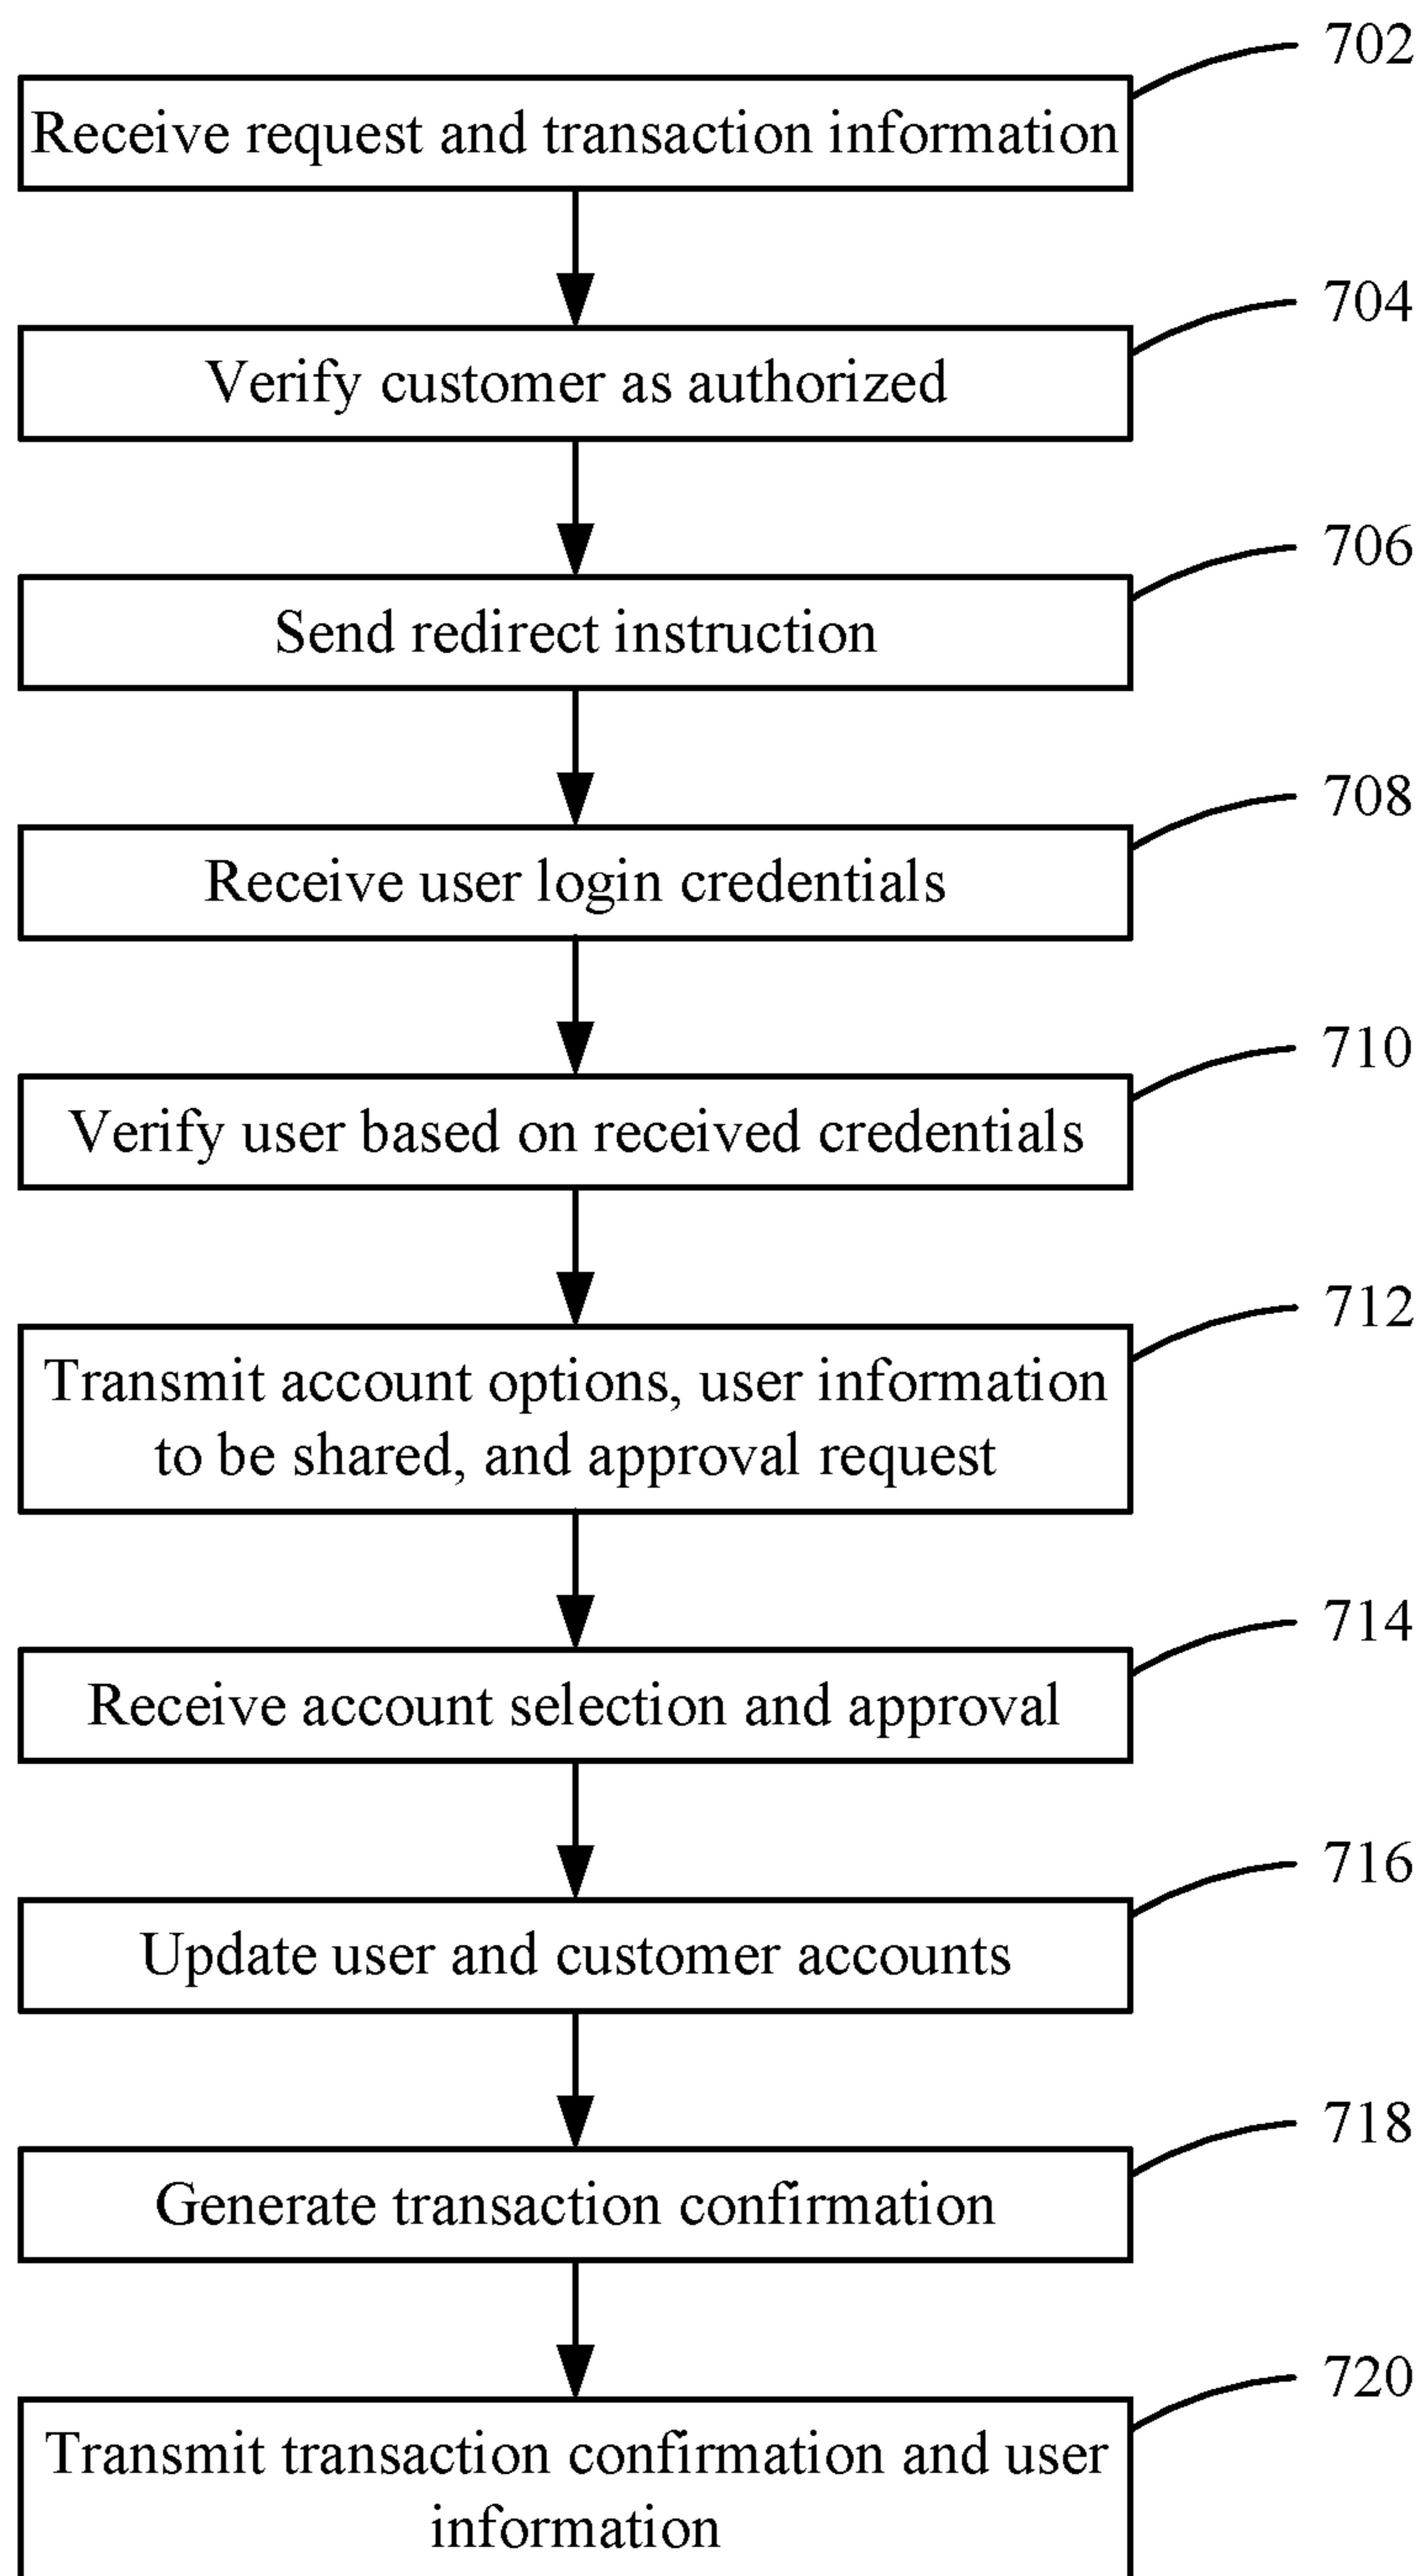 702
Receive request and transaction information
704
Verify customer as authorized
706
Send redirect instruction
708
Receive user login credentials
710
Verify user based on received credentials
712
Transmit account options, user information
to be shared, and approval request
714
Receive account selection and approval
716
Update user and customer accounts
718
Generate transaction confirmation
720
Transmit transaction confirmation and user
information